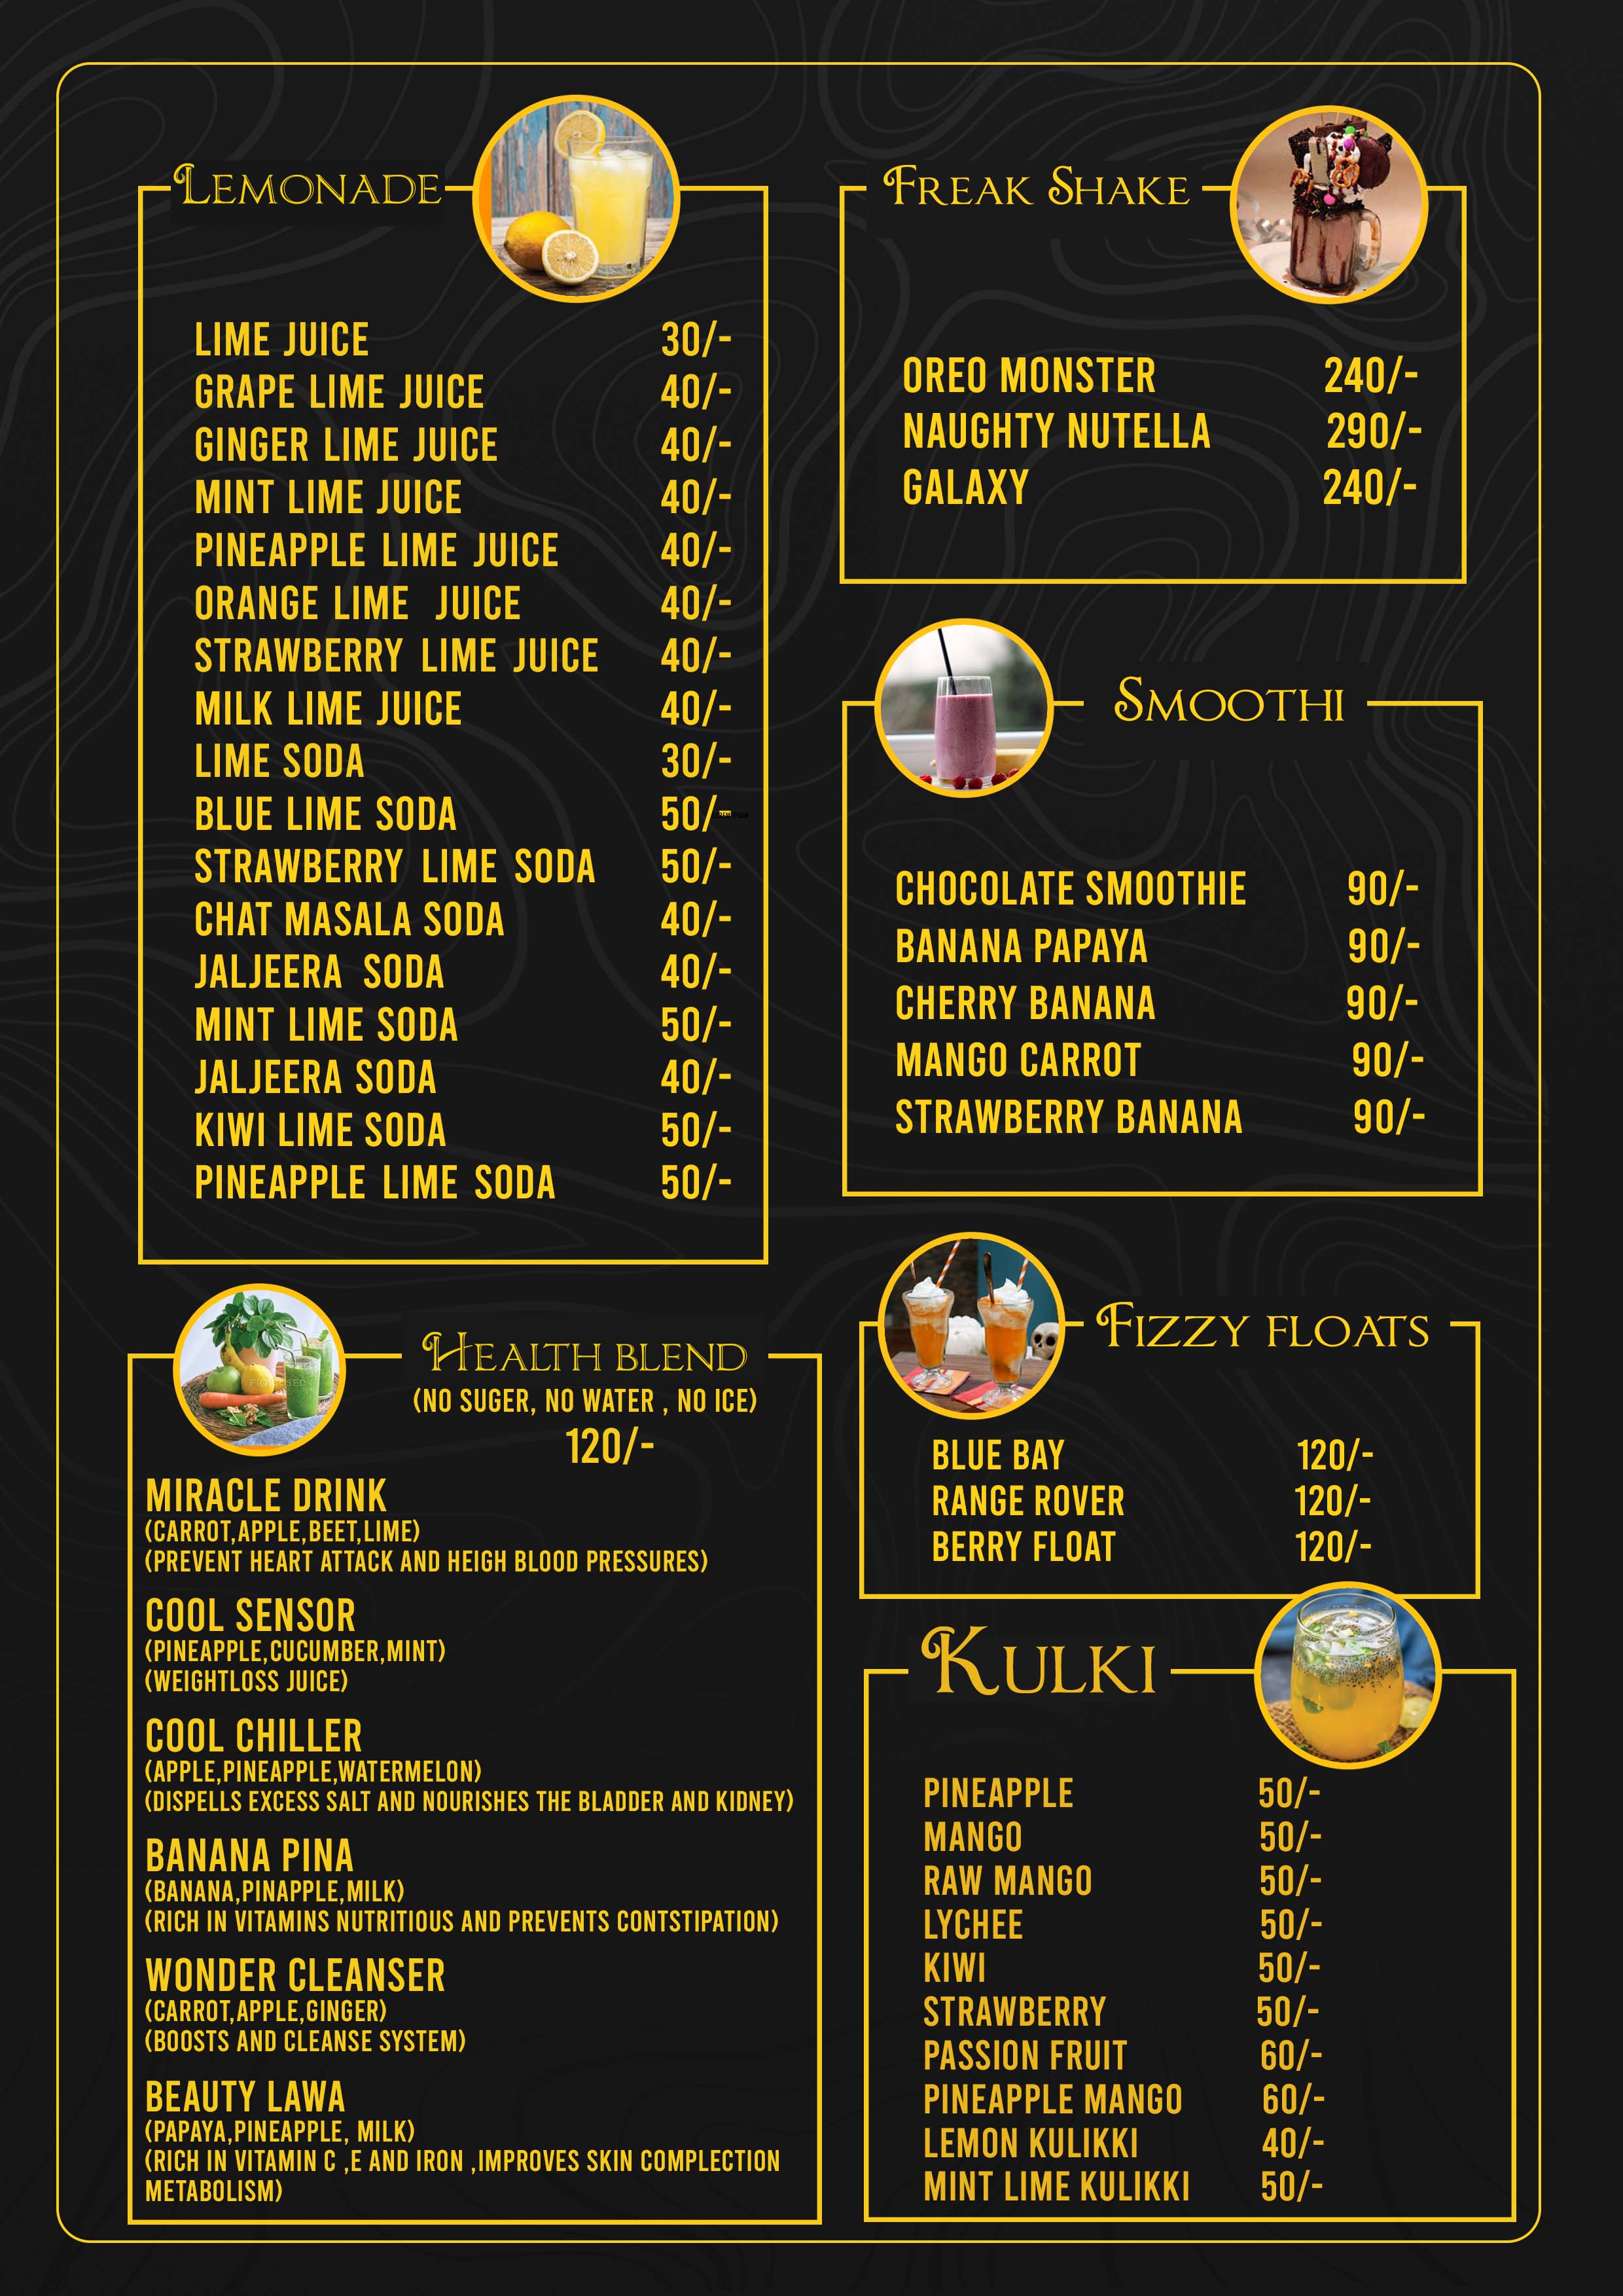 LEMONADE
LIME JUICE 30/-
GRAPE LIME JUICE 40/-
GINGER LIME JUICE 40/-
MINT LIME JUICE 40/-
PINEAPPLE LIME JUICE 40/-
ORANGE LIME JUICE 40/-
STRAWBERRY LIME JUICE 40/-
MILK LIME JUICE 40/-
LIME SODA 30/-
BLUE LIME SODA 50/-
STRAWBERRY LIME SODA 50/-
CHAT MASALA SODA 40/-
JALJEERA SODA 40/-
MINT LIME SODA 50/-
JALJEERA SODA 40/-
KIWI LIME SODA 50/-
PINEAPPLE LIME SODA 50/-
HEALTH BLEND
(NO SUGER, NO WATER , NO ICE)
120/-
MIRACLE DRINK
(CARROT,APPLE,BEET,LIME)
(PREVENT HEART ATTACK AND HEIGH BLOOD PRESSURES)
COOL SENSOR
(PINEAPPLE,CUCUMBER,MINT)
(WEIGHTLOSS JUICE)
COOL CHILLER
(APPLE,PINEAPPLE,WATERMELON)
(DISPELLS EXCESS SALT AND NOURISHES THE BLADDER AND KIDNEY)
BANANA PINA
(BANANA,PINAPPLE,MILK)
(RICH IN VITAMINS NUTRITIOUS AND PREVENTS CONTSTIPATION)
WONDER CLEANSER
(CARROT,APPLE,GINGER)
(BOOSTS AND CLEANSE SYSTEM)
BEAUTY LAWA
(PAPAYA,PINEAPPLE, MILK)
(RICH IN VITAMIN C ,E AND IRON ,IMPROVES SKIN COMPLECTION
METABOLISM)
FREAK SHAKE
OREO MONSTER 240/-
NAUGHTY NUTELLA 290/-
GALAXY 240/-
SMOOTHI
CHOCOLATE SMOOTHIE 90/-
BANANA PAPAYA 90/-
CHERRY BANANA 90/-
MANGO CARROT 90/-
STRAWBERRY BANANA 90/-
FIZZY FLOATS
BLUE BAY 120/-
RANGE ROVER 120/-
BERRY FLOAT 120/-
KULKI
PINEAPPLE 50/-
MANGO 50/-
RAW MANGO 50/-
LYCHEE 50/-
KIWI 50/-
STRAWBERRY 50/-
PASSION FRUIT 60/-
PINEAPPLE MANGO 60/-
LEMON KULIKKI 40/-
MINT LIME KULIKKI 50/-